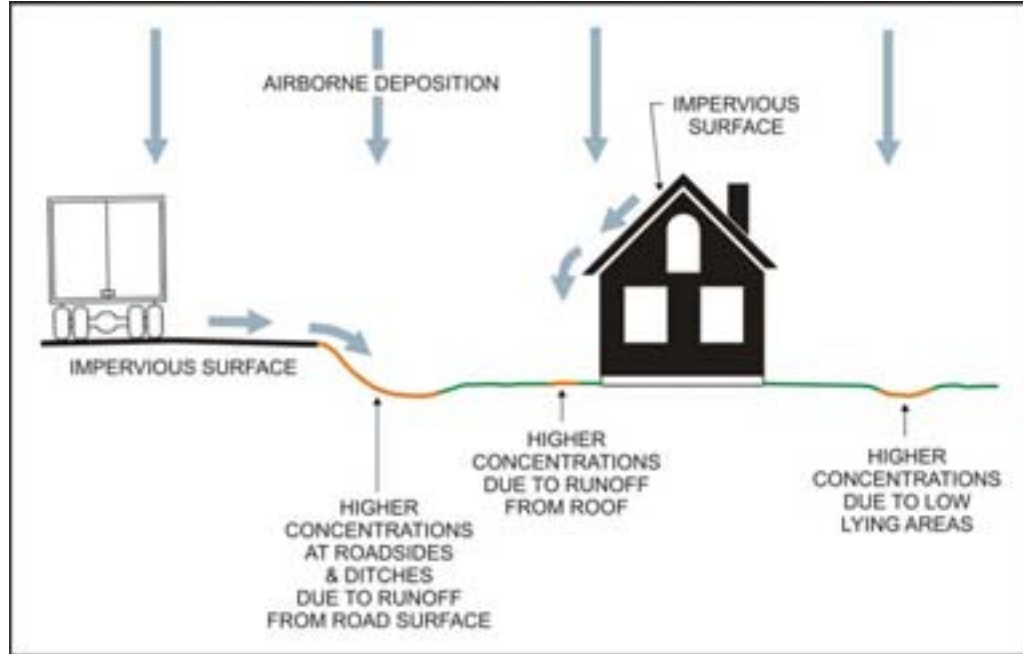 AIRBORNE DEPOSITION
IMPERVIOUS
SURFACE
IMPERVIOUS SURFACE
HIGHER
CONCENTRATIONS
AT ROADSIDES
& DITCHES
DUE TO RUNOFF
FROM ROAD SURFACE
HIGHER
CONCENTRATIONS
DUE TO RUNOFF
FROM ROOF
HIGHER
CONCENTRATIONS
DUE TO LOW
LYING AREAS